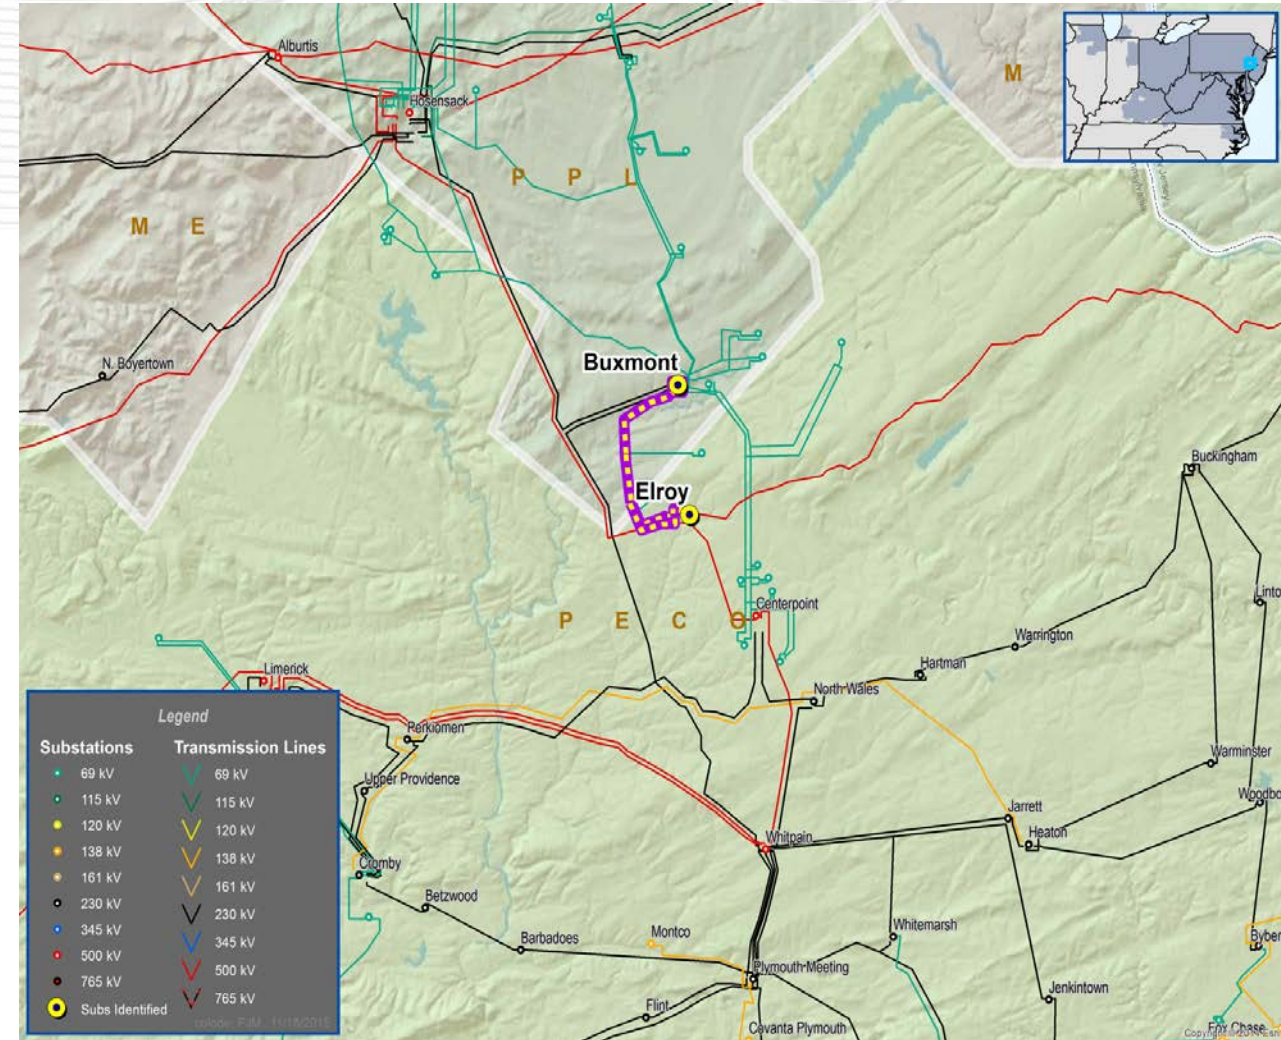 Alburtis
Hosensack
M
P P L
M E
N. Boyertown
Buxmont
Elroy
Buckingham
P E C O
Centerpoint
Linto
Warrington
Hartman
Limerick
North Wales
Perkiomen
Upper Providence
Warminster
Woodbo
Jarrett
Heaton
Whitpain
Cromby
Betzwood
Whitemarsh
Barbadoes
Montco
Byber
Plymouth Meeting
Jenkintown
Flint
Covanta Plymouth
Fox Chase
Legend
Substations Transmission Lines
69 kV 69 kV
115 kV 115 kV
120 kV 120 kV
138 kV 138 kV
161 kV 161 kV
230 kV 230 kV
345 kV 345 kV
500 kV 500 kV
765 kV 765 kV
Subs Identified